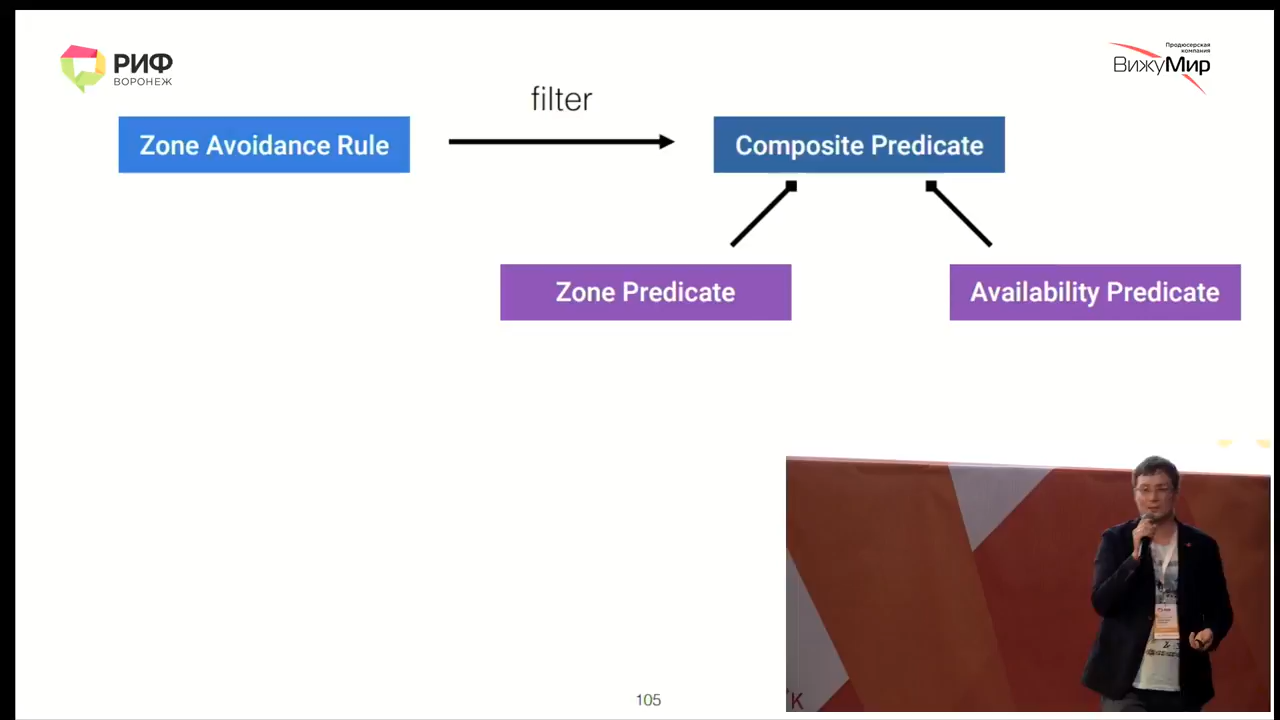 РИФ
ВОРОНЕЖ
Продюсерская
компания
ВижуМир
filter
Zone Avoidance Rule
Composite Predicate
Zone Predicate
Availability Predicate
105
К